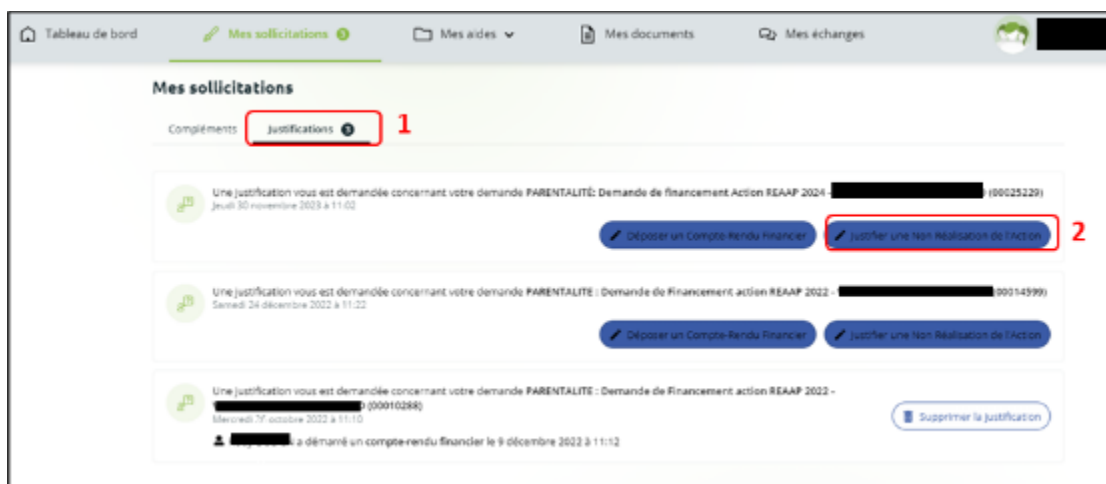 Tableau de bord Mes sollicitations 3 Mes aides Mes documents Mes échanges
Mes sollicitations
Compléments Justifications 3 1
Une justification vous est demandée concernant votre demande PARENTALITÉ: Demande de financement Action REAAP 2024 - (00025229)
Jeudi 30 novembre 2023 à 11:02
Déposer un Compte-Rendu Financier Justifier une Non Réalisation de l'Action 2
Une justification vous est demandée concernant votre demande PARENTALITE : Demande de Financement action REAAP 2022 - (00014599)
Samedi 24 décembre 2022 à 11:22
Déposer un Compte-Rendu Financier Justifier une Non Réalisation de l'Action
Une justification vous est demandée concernant votre demande PARENTALITE : Demande de Financement action REAAP 2022 -
(00010288)
Mercredi octobre 2022 à 11:10
Supprimer la justification
a démarré un compte-rendu financier le 9 décembre 2022 à 11:12